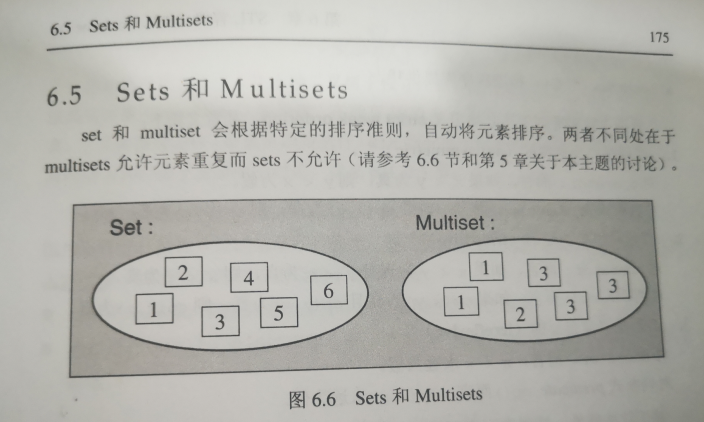 6.5 Sets 和 Multisets
175
6.5 Sets 和 Multisets
set 和 multiset 会根据特定的排序准则，自动将元素排序。两者不同处在于
multisets 允许元素重复而 sets 不允许（请参考 6.6 节和第 5 章关于本主题的讨论）。
Set :
Multiset :
2 4 6
1 3 5
1 3 3
1 2 3
图 6.6 Sets 和 Multisets